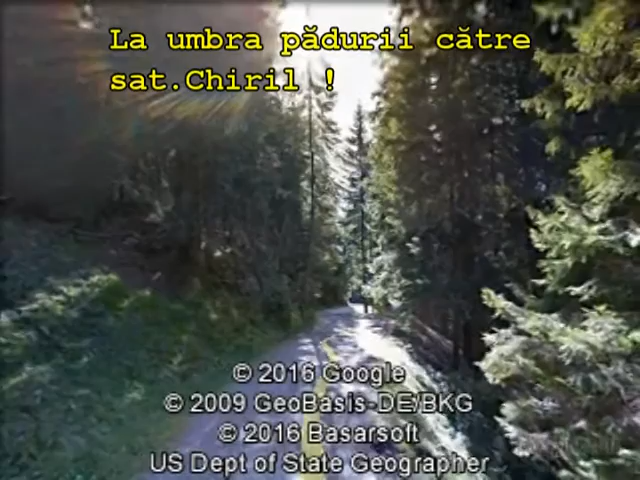 La umbra pădurii către
sat.Chiril !
© 2016 Google
© 2009 GeoBasis-DE/BKG
© 2016 Basarsoft
US Dept of State Geographer